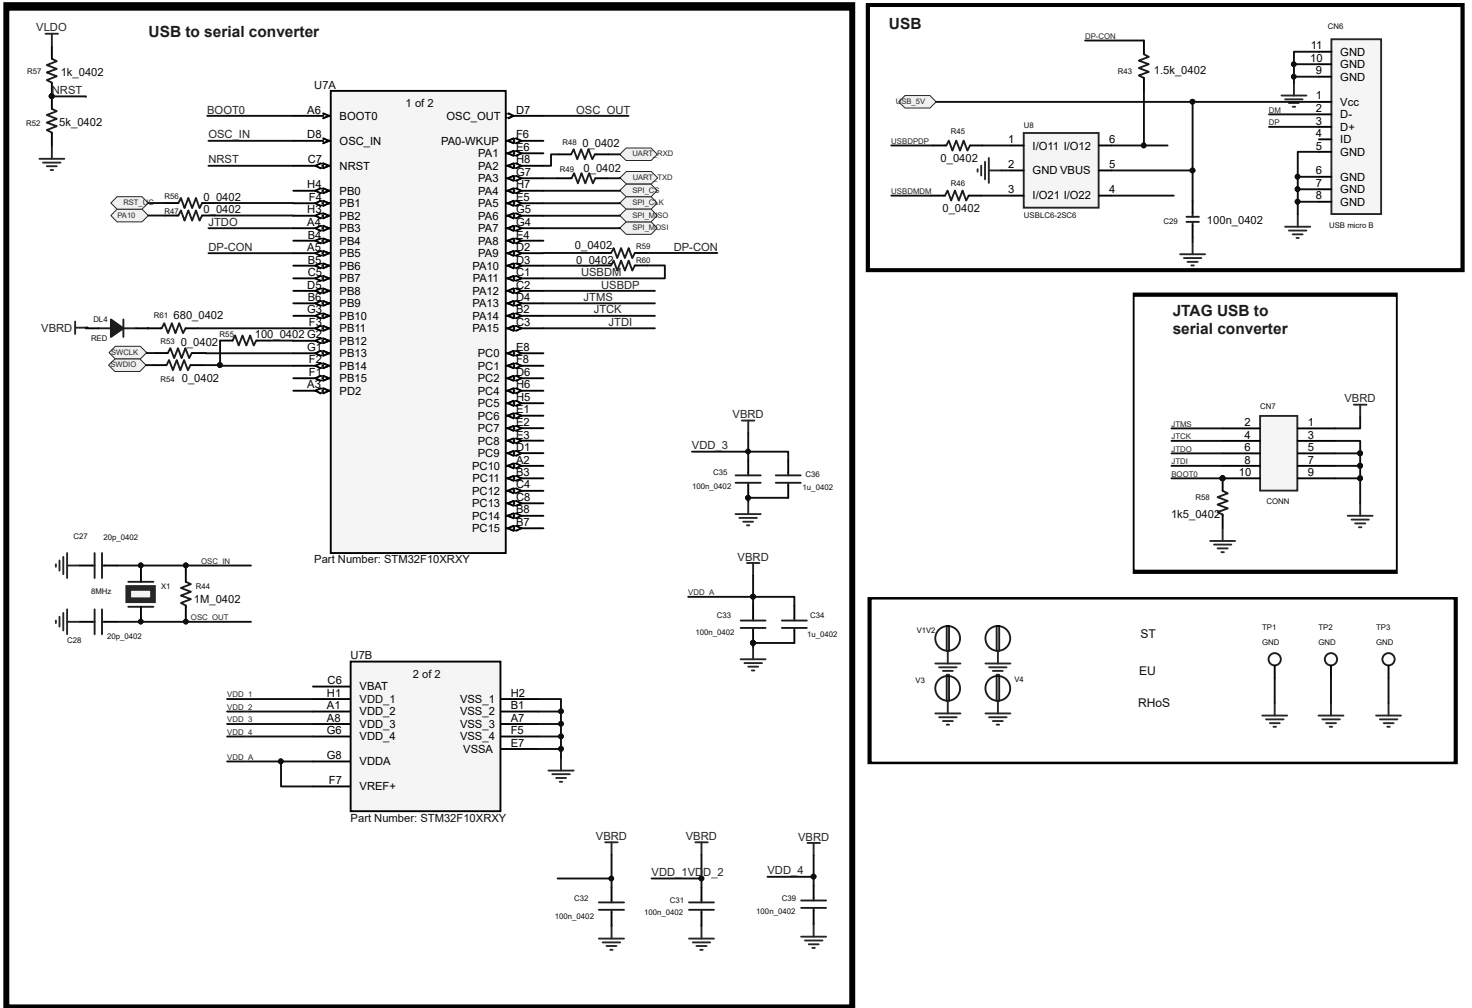 USB to serial converter
VLDO
R57
1k_0402
NRST
R52
5k_0402
U7A
1 of 2
BOOT0 A6 BOOT0
OSC_IN D8 OSC_IN
NRST C7 NRST
H4 PB0
RST_ R56 0_0402 F4 PB1
PA10 R47 0_0402 H3 PB2
JTDO A4 PB3
B4 PB4
DP-CON A5 PB5
B5 PB6
C5 PB7
D5 PB8
B6 PB9
G3 PB10
VBRD DL4 RED R61 680_0402 F3 PB11
R55 100_0402 G2 PB12
SWCLK R53 0_0402 G1 PB13
SWDIO R54 0_0402 F2 PB14
F1 PB15
A3 PD2
OSC_OUT D7 OSC_OUT
PA0-WKUP F6
PA1 E6
PA2 H8 R48 0_0402 UART_RXD
PA3 G7 R49 0_0402 UART_TXD
PA4 H7 SPI_CS
PA5 E5 SPI_CLK
PA6 G5 SPI_MISO
PA7 G4 SPI_MOSI
PA8 E4
PA9 D2 0_0402 R59 DP-CON
PA10 D3 0_0402 R60
PA11 C1 USBDM
PA12 C2 USBDP
PA13 D4 JTMS
PA14 B2 JTCK
PA15 C3 JTDI
PC0 E8
PC1 F8
PC2 D6
PC4 H6
PC5 H5
PC6 E1
PC7 E2
PC8 E3
PC9 D1
PC10 A2
PC11 B3
PC12 C4
PC13 C8
PC14 B8
PC15 B7
Part Number: STM32F10XRXY
VBRD
VDD_3
C35
100n_0402
C36
1u_0402
C27
20p_0402
OSC_IN
8MHz
X1
R44
1M_0402
OSC_OUT
C28
20p_0402
VBRD
VDD_A
C33
100n_0402
C34
1u_0402
U7B
2 of 2
C6 VBAT
VDD_1 H1 VDD_1
VDD_2 A1 VDD_2
VDD_3 A8 VDD_3
VDD_4 G6 VDD_4
VDD_A G8 VDDA
F7 VREF+
VSS_1 H2
VSS_2 B1
VSS_3 A7
VSS_4 F5
VSSA E7
Part Number: STM32F10XRXY
VBRD
C32
100n_0402
VBRD
VDD_1VDD_2
C31
100n_0402
VBRD
VDD_4
C39
100n_0402
USB
DP-CON
R43
1.5k_0402
USB_5V
U8
USBDPDP R45 0_0402 1 I/O11 I/O12 6
2 GND VBUS 5
USBDMDM R46 0_0402 3 I/O21 I/O22 4
USBLC6-2SC6
C29
100n_0402
CN6
11 GND
10 GND
9 GND
1 Vcc
DM 2 D-
DP 3 D+
4 ID
5 GND
6 GND
7 GND
8 GND
USB micro B
JTAG USB to
serial converter
VBRD
CN7
JTMS 2 1
JTCK 4 3
JTDO 6 5
JTDI 8 7
BOOT0 10 9
CONN
R58
1k5_0402
V1V2
V3
V4
ST
EU
RHoS
TP1
GND
TP2
GND
TP3
GND